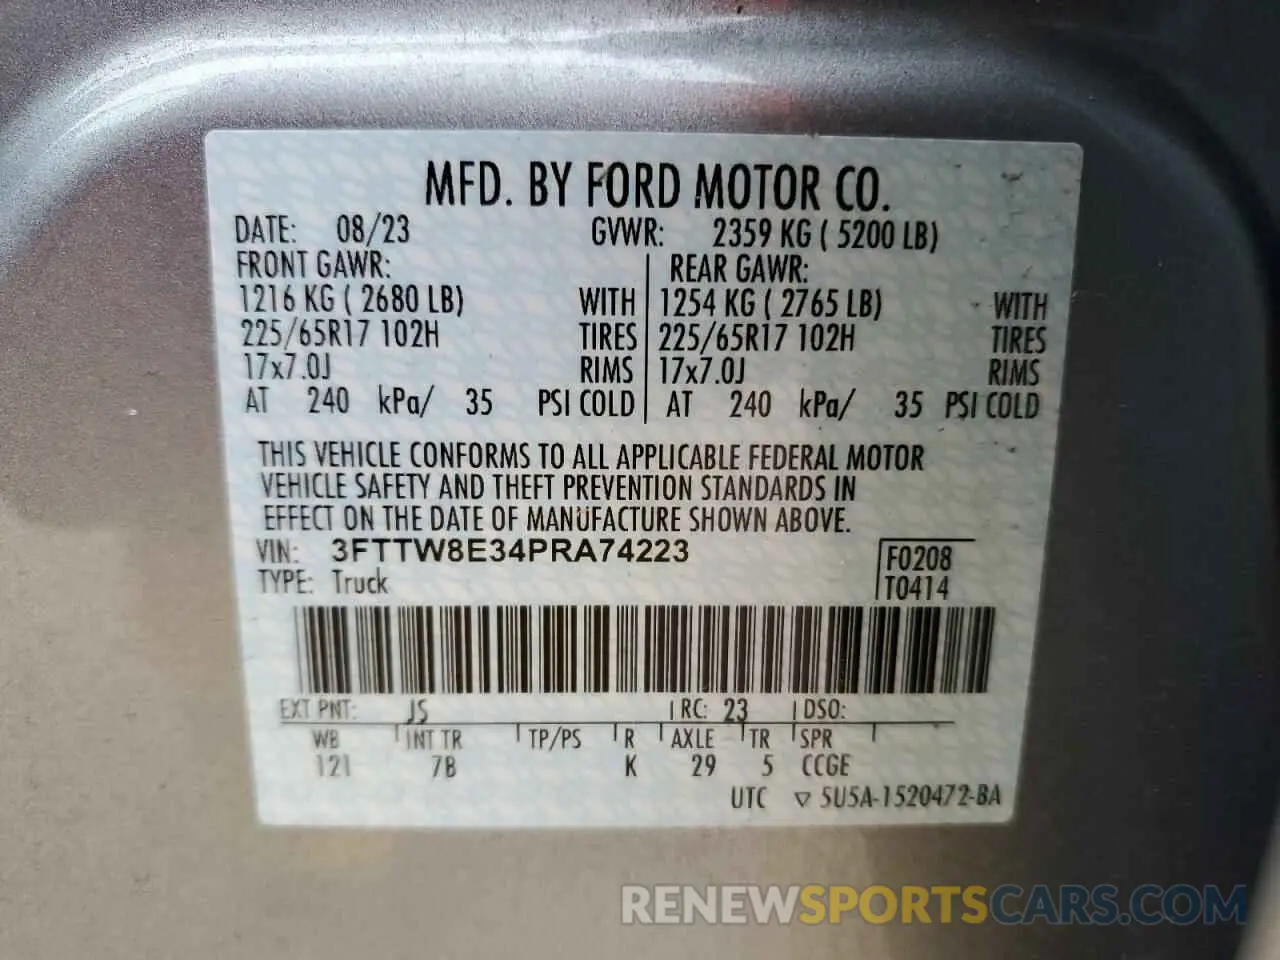 MFD. BY FORD MOTOR CO.
DATE: 08/23 GVWR: 2359 KG ( 5200 LB)
FRONT GAWR: REAR GAWR:
1216 KG ( 2680 LB) WITH 1254 KG ( 2765 LB) WITH
225/65R17 102H TIRES 225/65R17 102H TIRES
17x7.0J RIMS 17x7.0J RIMS
AT 240 kPa/ 35 PSI COLD AT 240 kPa/ 35 PSI COLD
THIS VEHICLE CONFORMS TO ALL APPLICABLE FEDERAL MOTOR
VEHICLE SAFETY AND THEFT PREVENTION STANDARDS IN
EFFECT ON THE DATE OF MANUFACTURE SHOWN ABOVE.
VIN: 3FTTW8E34PRA74223 F0208
TYPE: Truck T0414
EXT PNT: JS RC: 23 DSO:
WB INT TR TP/PS R AXLE TR SPR
121 7B K 29 5 CCGE
UTC ▽ 5U5A-1520472-BA
RENEWSPORTSCARS.COM